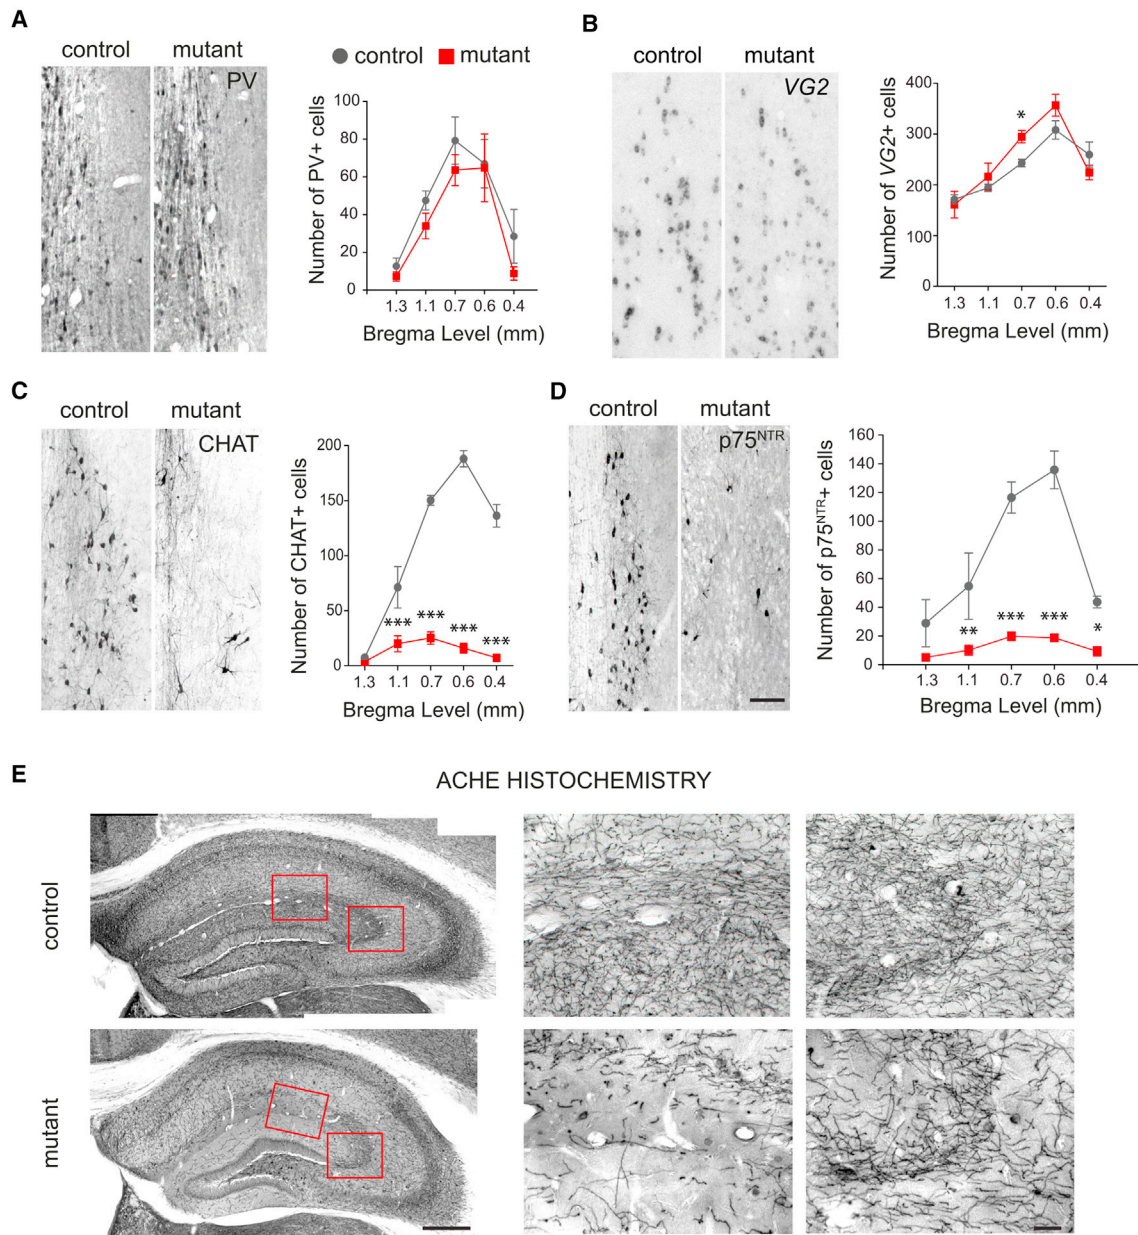 A
control mutant
PV
control mutant
Number of PV+ cells
100
80
60
40
20
0
1.3 1.1 0.7 0.6 0.4
Bregma Level (mm)
B
control mutant
VG2
Number of VG2+ cells
400
300
200
100
0
*
1.3 1.1 0.7 0.6 0.4
Bregma Level (mm)
C
control mutant
CHAT
Number of CHAT+ cells
200
150
100
50
0
*** *** *** ***
1.3 1.1 0.7 0.6 0.4
Bregma Level (mm)
D
control mutant
p75NTR
Number of p75NTR+ cells
160
140
120
100
80
60
40
20
0
** *** *** *
1.3 1.1 0.7 0.6 0.4
Bregma Level (mm)
E
ACHE HISTOCHEMISTRY
control
mutant